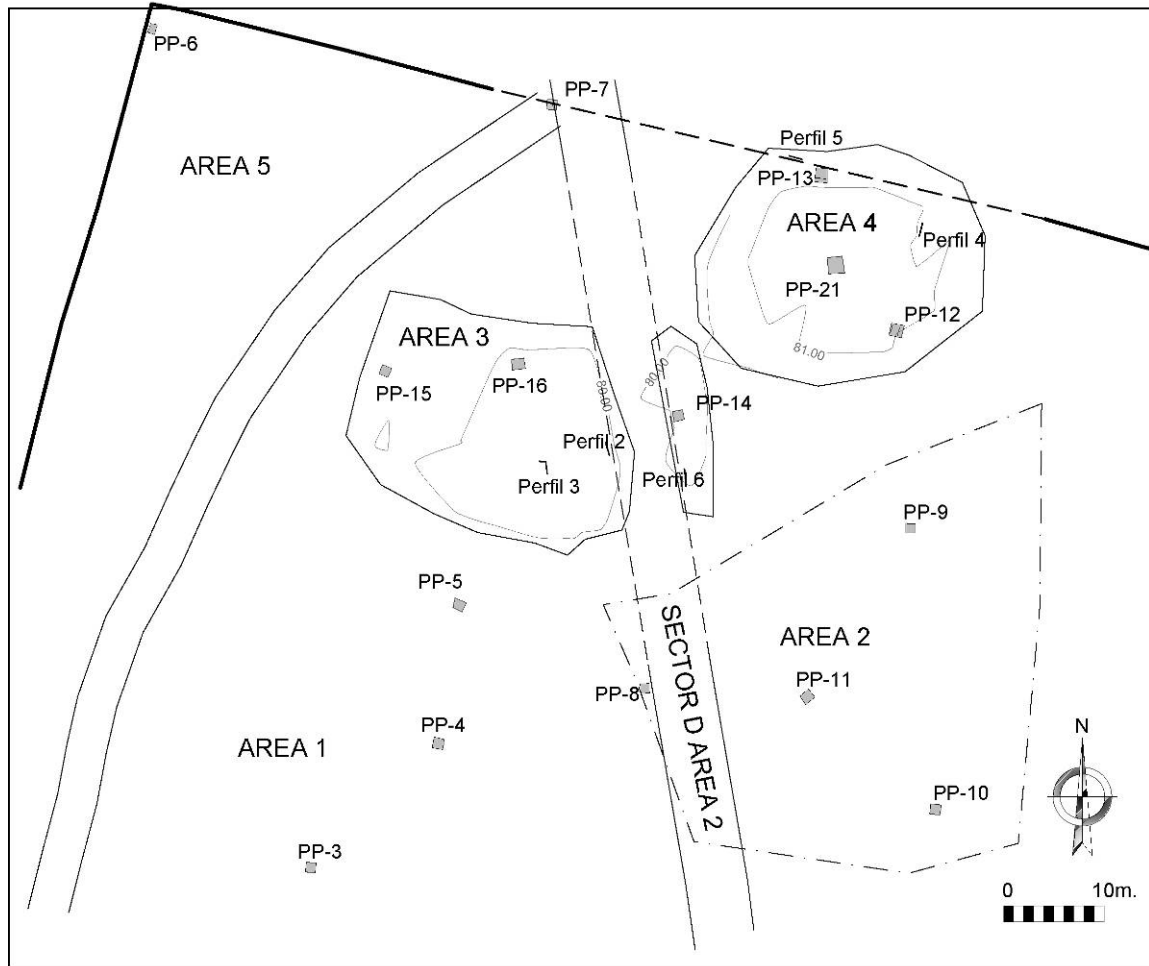 PP-6
PP-7
Perfil 5
AREA 5
PP-13
AREA 4
Perfil 4
PP-21
PP-12
AREA 3
81.00
80.00
80.00
PP-15
PP-16
PP-14
Perfil 2
Perfil 3
Perfil 6
PP-9
PP-5
SECTOR D AREA 2
AREA 2
PP-11
PP-8
PP-4
AREA 1
N
PP-10
PP-3
0 10m.